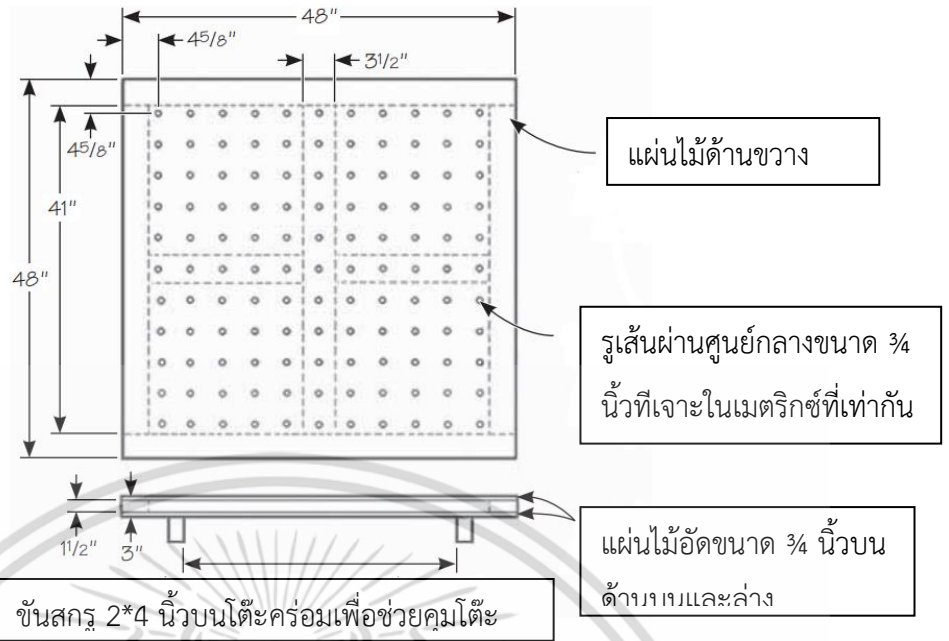 48"
4 5/8"
3 1/2"
4 5/8"
41"
48"
แผ่นไม้ด้านขวาง
รูเส้นผ่านศูนย์กลางขนาด ¾
นิ้วทีเจาะในเมตริกซ์ที่เท่ากัน
1 1/2"
3"
แผ่นไม้อัดขนาด ¾ นิ้วบน
ด้านบนและล่าง
ขันสกรู 2*4 นิ้วบนโต๊ะคร่อมเพื่อช่วยคุมโต๊ะ